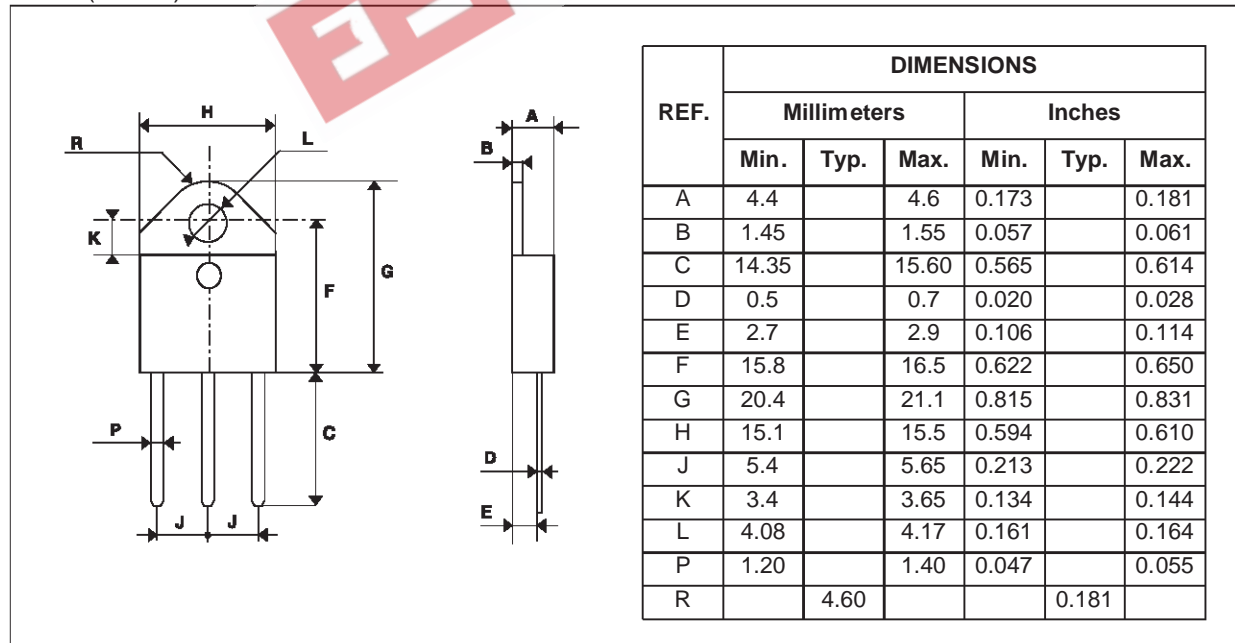 H
A
L
R
B
K
G
F
P
C
D
E
J J
DIMENSIONS
REF. Millimeters Inches
Min. Typ. Max. Min. Typ. Max.
A 4.4 4.6 0.173 0.181
B 1.45 1.55 0.057 0.061
C 14.35 15.60 0.565 0.614
D 0.5 0.7 0.020 0.028
E 2.7 2.9 0.106 0.114
F 15.8 16.5 0.622 0.650
G 20.4 21.1 0.815 0.831
H 15.1 15.5 0.594 0.610
J 5.4 5.65 0.213 0.222
K 3.4 3.65 0.134 0.144
L 4.08 4.17 0.161 0.164
P 1.20 1.40 0.047 0.055
R 4.60 0.181